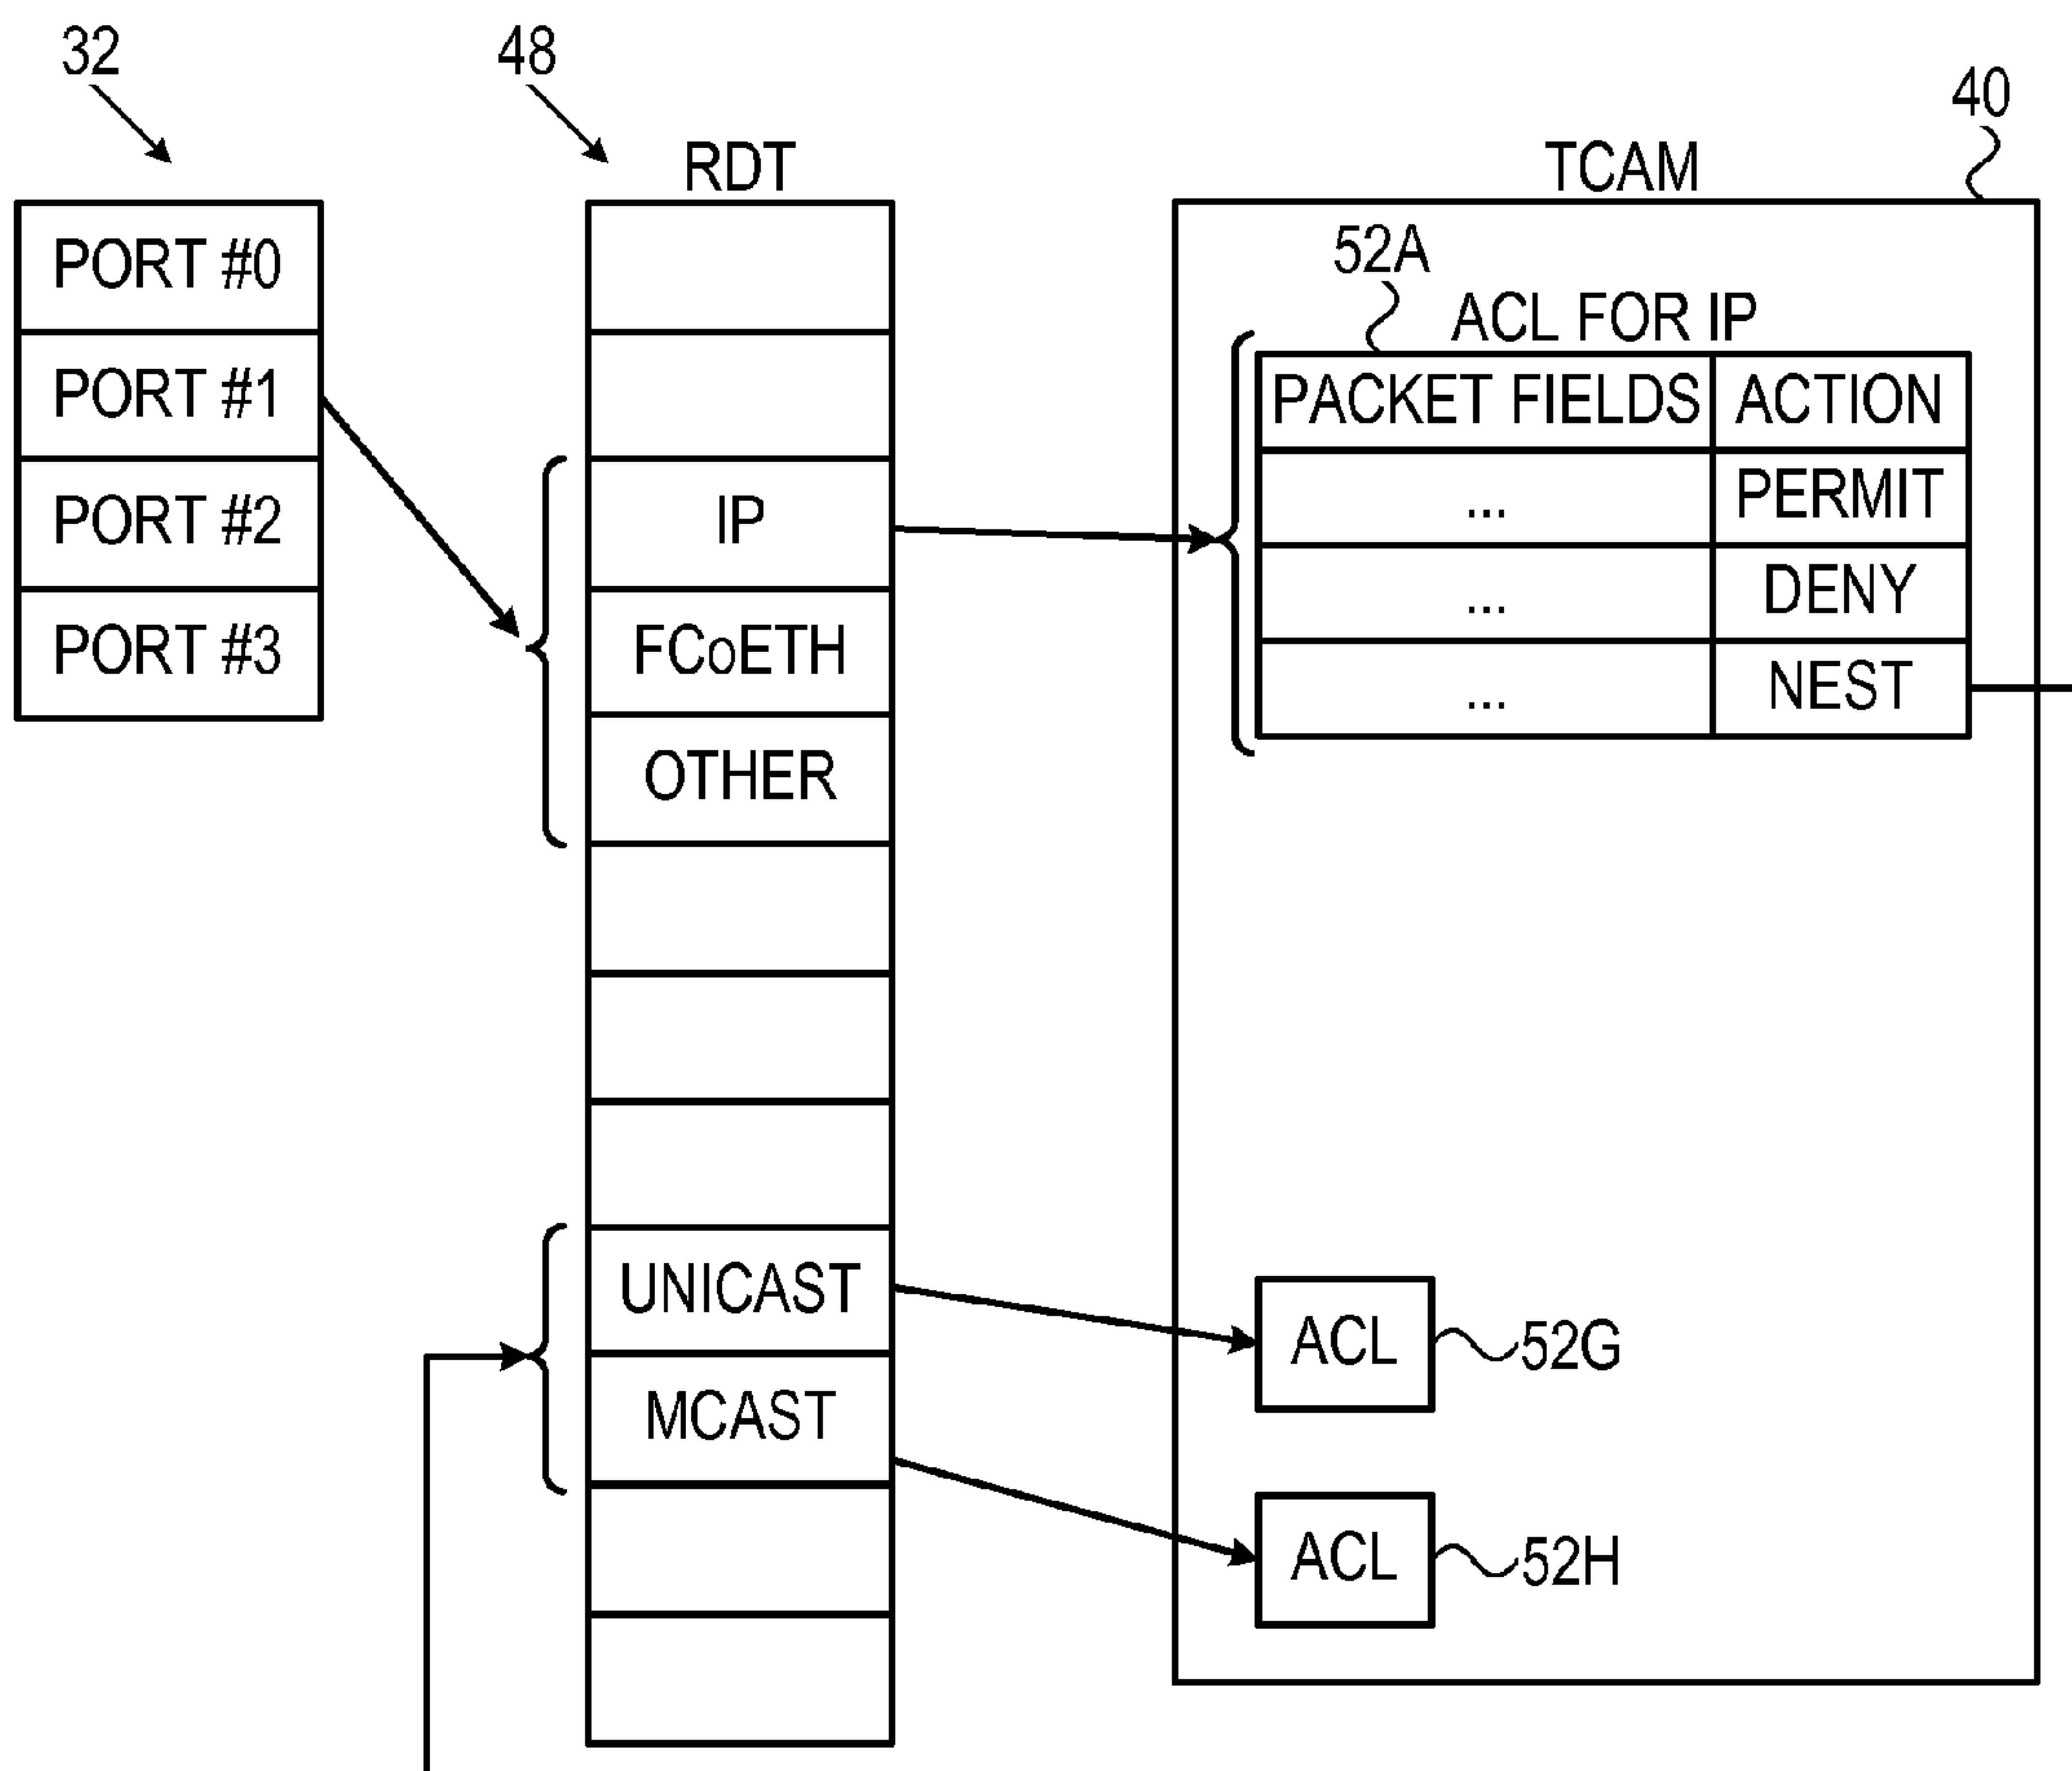 32
48
40
RDT
TCAM
PORT #0
PORT #1
PORT #2
PORT #3
IP
FCoETH
OTHER
UNICAST
MCAST
52A
ACL FOR IP
PACKET FIELDS ACTION
... PERMIT
... DENY
... NEST
ACL 52G
ACL 52H